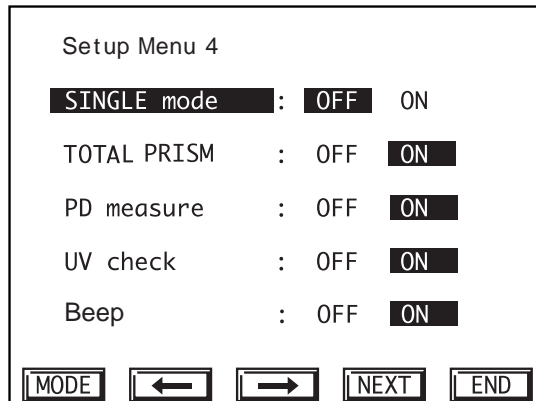 Setup Menu 4
SINGLE mode : OFF ON
TOTAL PRISM : OFF ON
PD measure : OFF ON
UV check : OFF ON
Beep : OFF ON
MODE ← → NEXT END